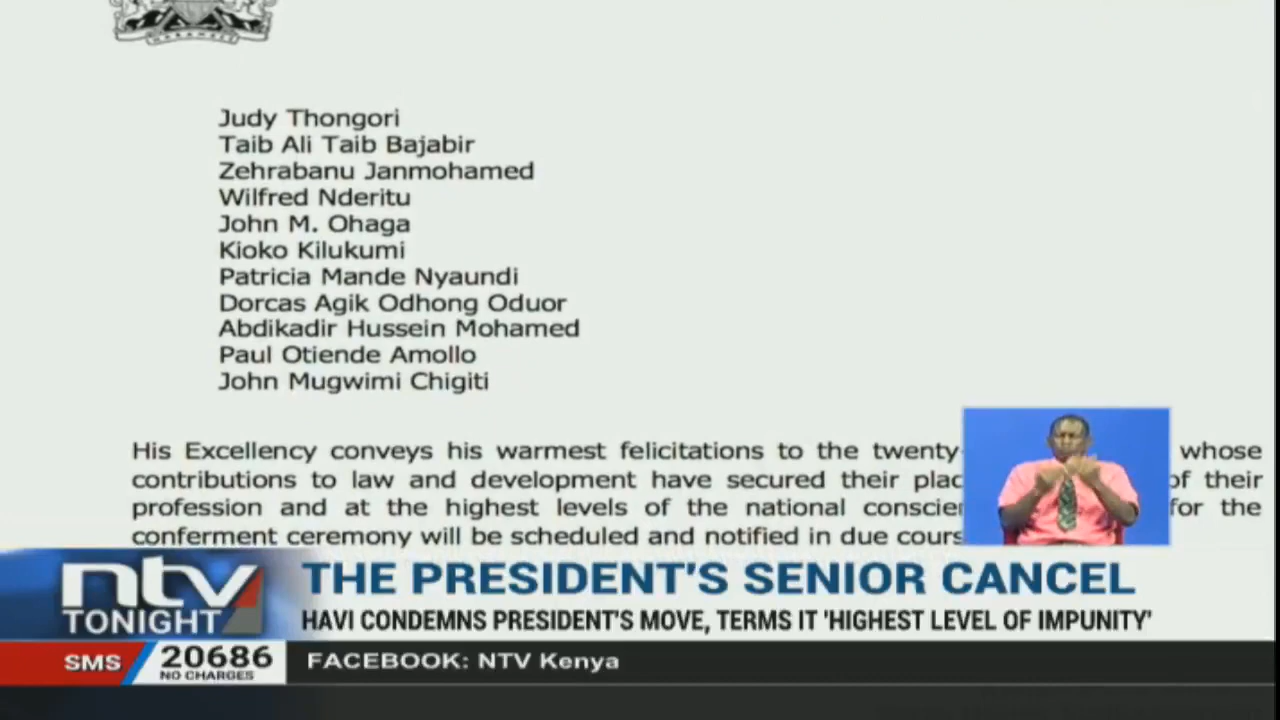 HARAMBEE
Judy Thongori
Taib Ali Taib Bajabir
Zehrabanu Janmohamed
Wilfred Nderitu
John M. Ohaga
Kioko Kilukumi
Patricia Mande Nyaundi
Dorcas Agik Odhong Oduor
Abdikadir Hussein Mohamed
Paul Otiende Amollo
John Mugwimi Chigiti
His Excellency conveys his warmest felicitations to the twenty- whose
contributions to law and development have secured their plac of their
profession and at the highest levels of the national conscien for the
conferment ceremony will be scheduled and notified in due cours
ntv
TONIGHT
THE PRESIDENT'S SENIOR CANCEL
HAVI CONDEMNS PRESIDENT'S MOVE, TERMS IT 'HIGHEST LEVEL OF IMPUNITY'
SMS 20686
NO CHARGES
FACEBOOK: NTV Kenya